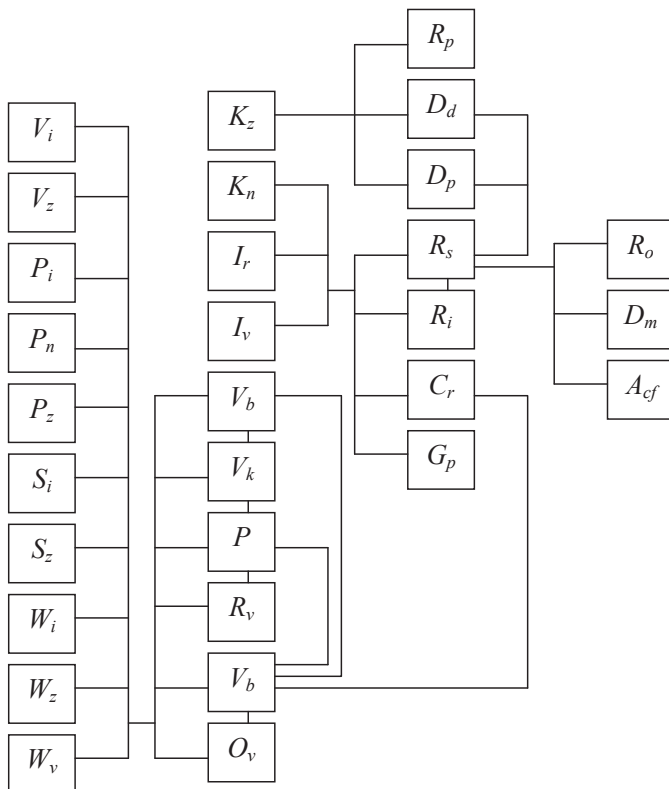 V_i
V_z
P_i
P_n
P_z
S_i
S_z
W_i
W_z
W_v
K_z
K_n
I_r
I_v
V_b
V_k
P
R_v
V_b
O_v
R_p
D_d
D_p
R_s
R_i
C_r
G_p
R_o
D_m
A_cf